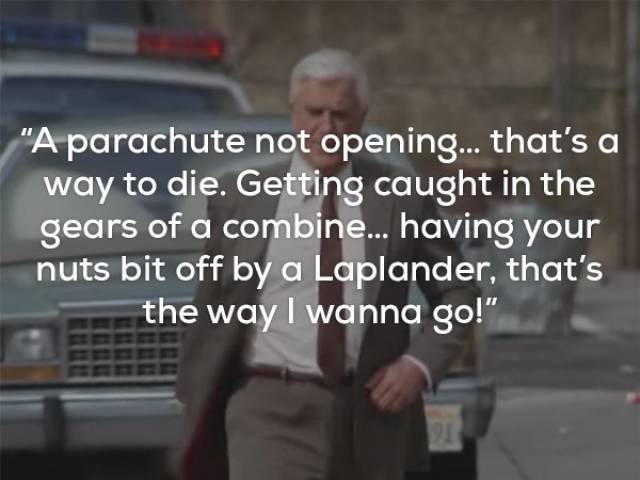 “A parachute not opening... that’s a
way to die. Getting caught in the
gears of a combine... having your
nuts bit off by a Laplander, that’s
the way I wanna go!”
91